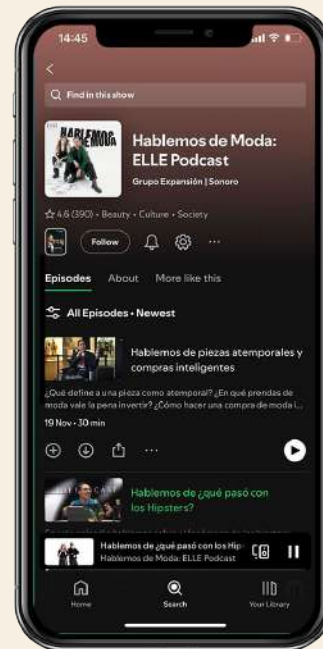 14:45
Find in this show
HABLEMOS
DE MODA
Hablemos de Moda:
ELLE Podcast
Grupo Expansión | Sonoro
4.6 (390) • Beauty • Culture • Society
Follow
Episodes About More like this
All Episodes • Newest
Hablemos de piezas atemporales y
compras inteligentes
¿Qué define a una pieza como atemporal? ¿En qué prendas de
moda vale la pena invertir? ¿Cómo hacer una compra de moda i...
19 Nov • 30 min
Hablemos de ¿qué pasó con
los Hipsters?
Hablemos de ¿qué pasó con los Hip
Hablemos de Moda: ELLE Podcast
Home Search Your Library